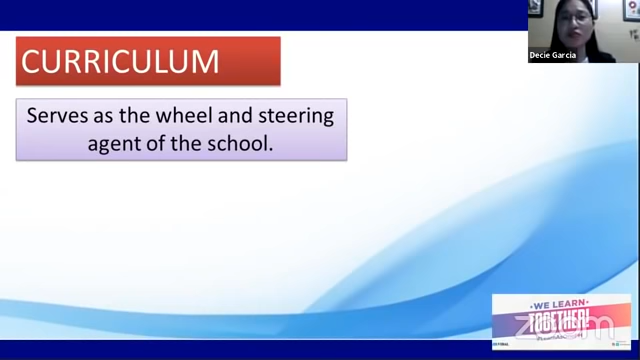 CURRICULUM
Serves as the wheel and steering
agent of the school.
Decie Garcia
WE LEARN
TOGETHER!
zoom